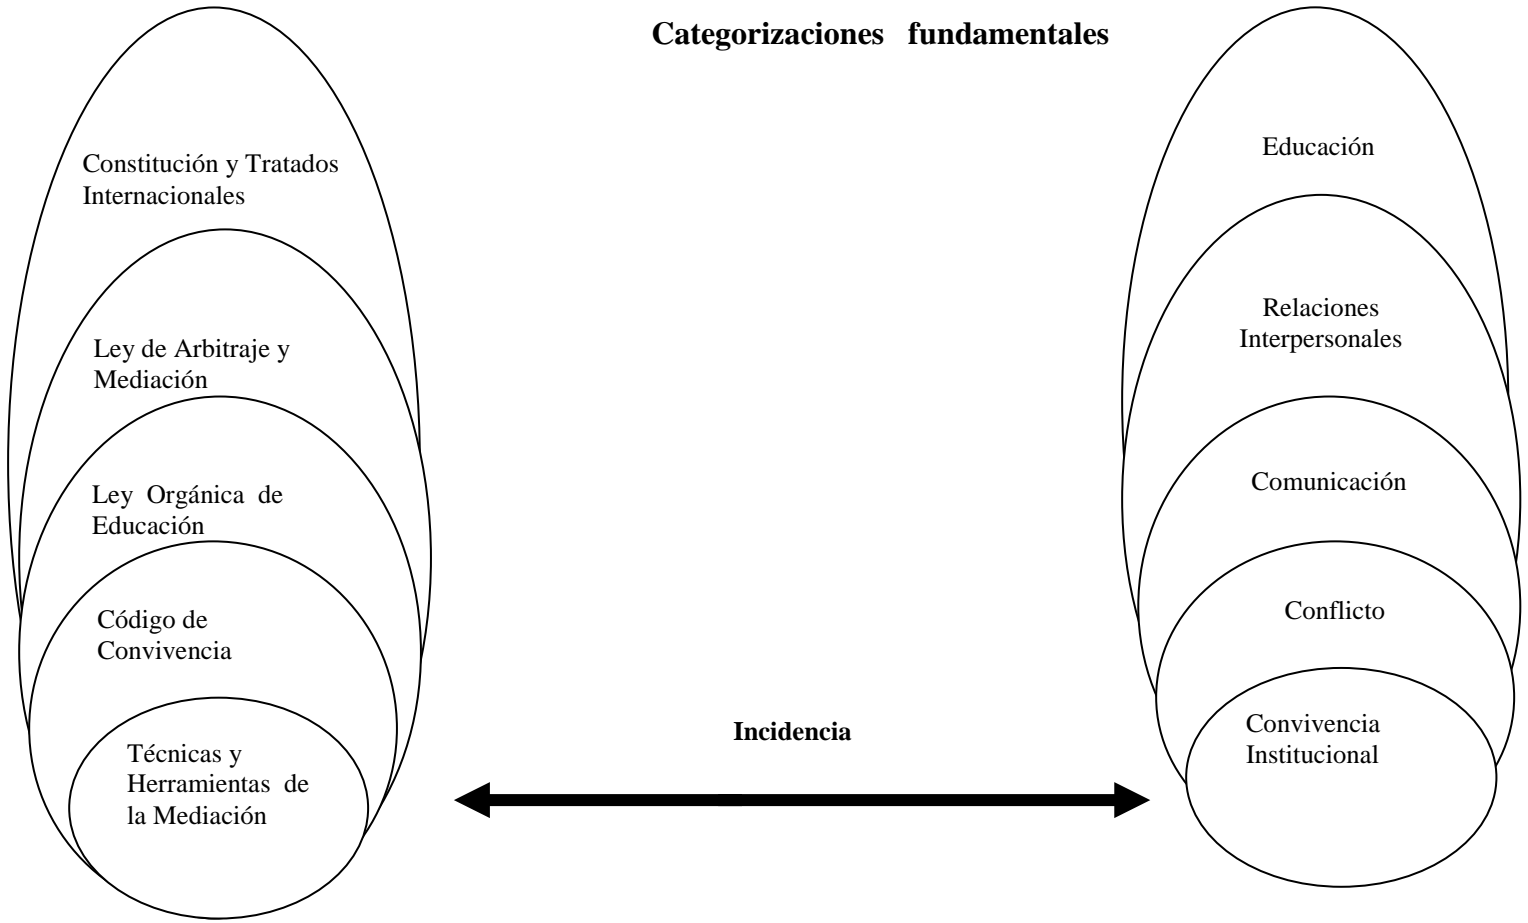 Categorizaciones fundamentales
Constitución y Tratados
Internacionales
Ley de Arbitraje y
Mediación
Ley Orgánica de
Educación
Código de
Convivencia
Técnicas y
Herramientas de
la Mediación
Incidencia
Educación
Relaciones
Interpersonales
Comunicación
Conflicto
Convivencia
Institucional